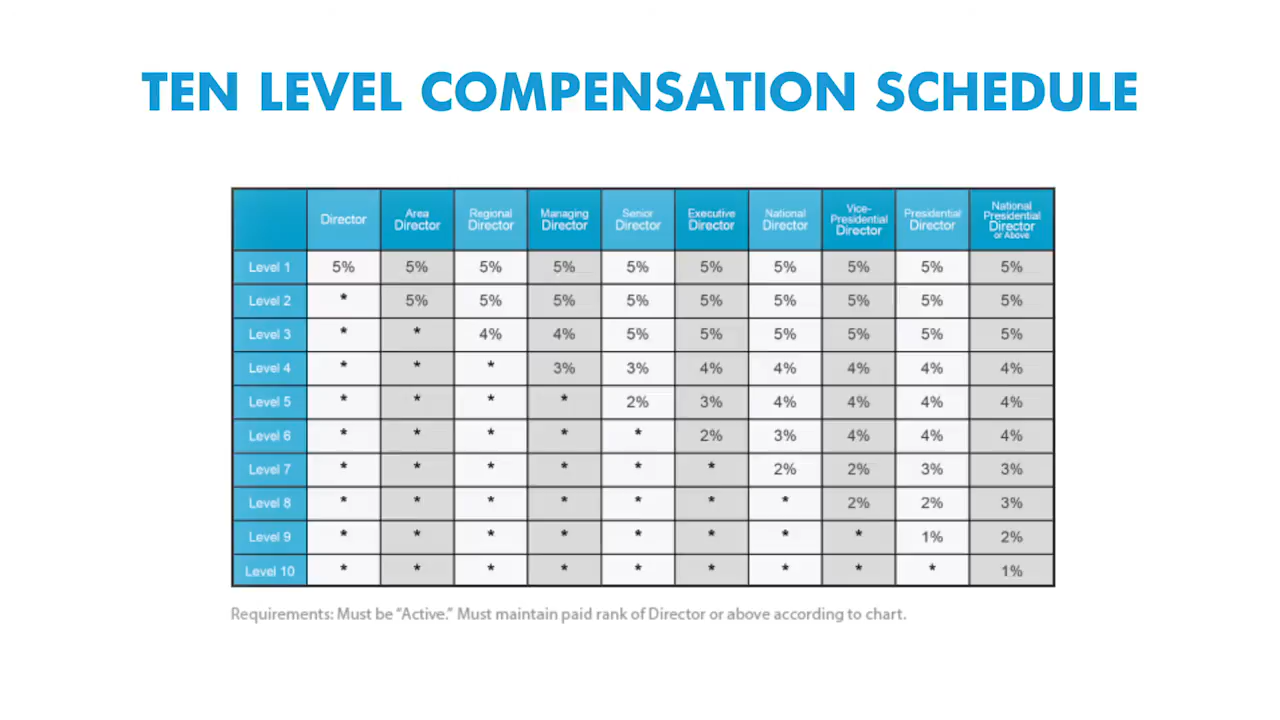 TEN LEVEL COMPENSATION SCHEDULE
Director Area Director Regional Director Managing Director Senior Director Executive Director National Director Vice-Presidential Director Presidential Director National Presidential Director or Above
Level 1 5% 5% 5% 5% 5% 5% 5% 5% 5% 5%
Level 2 * 5% 5% 5% 5% 5% 5% 5% 5% 5%
Level 3 * * 4% 4% 5% 5% 5% 5% 5% 5%
Level 4 * * * 3% 3% 4% 4% 4% 4% 4%
Level 5 * * * * 2% 3% 4% 4% 4% 4%
Level 6 * * * * * 2% 3% 4% 4% 4%
Level 7 * * * * * * 2% 2% 3% 3%
Level 8 * * * * * * * 2% 2% 3%
Level 9 * * * * * * * * 1% 2%
Level 10 * * * * * * * * * 1%
Requirements: Must be “Active.” Must maintain paid rank of Director or above according to chart.